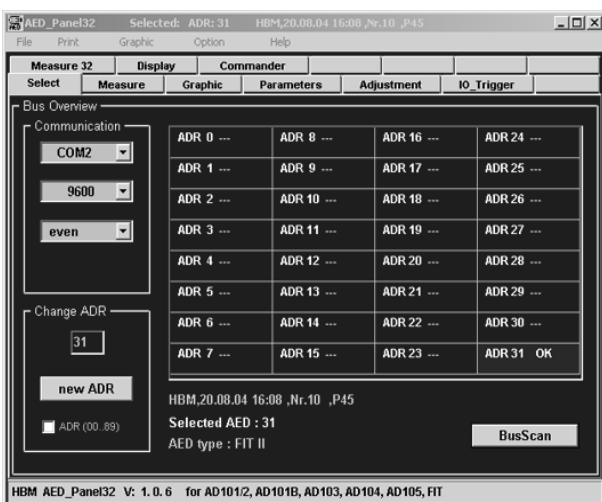 AED_Panel32 Selected: ADR: 31 HBM,20.08.04 16:08 ,Nr.10 ,P45
File Print Graphic Option Help
Measure 32 Display Commander
Select Measure Graphic Parameters Adjustment IO_Trigger
Bus Overview
Communication
COM2
9600
even
ADR 0 --- ADR 8 --- ADR 16 --- ADR 24 ---
ADR 1 --- ADR 9 --- ADR 17 --- ADR 25 ---
ADR 2 --- ADR 10 --- ADR 18 --- ADR 26 ---
ADR 3 --- ADR 11 --- ADR 19 --- ADR 27 ---
ADR 4 --- ADR 12 --- ADR 20 --- ADR 28 ---
ADR 5 --- ADR 13 --- ADR 21 --- ADR 29 ---
ADR 6 --- ADR 14 --- ADR 22 --- ADR 30 ---
ADR 7 --- ADR 15 --- ADR 23 --- ADR 31 OK
Change ADR
31
new ADR
ADR (00..89)
HBM,20.08.04 16:08 ,Nr.10 ,P45
Selected AED : 31
AED type : FIT II
BusScan
HBM AED_Panel32 V: 1. 0. 6 for AD101/2, AD101B, AD103, AD104, AD105, FIT